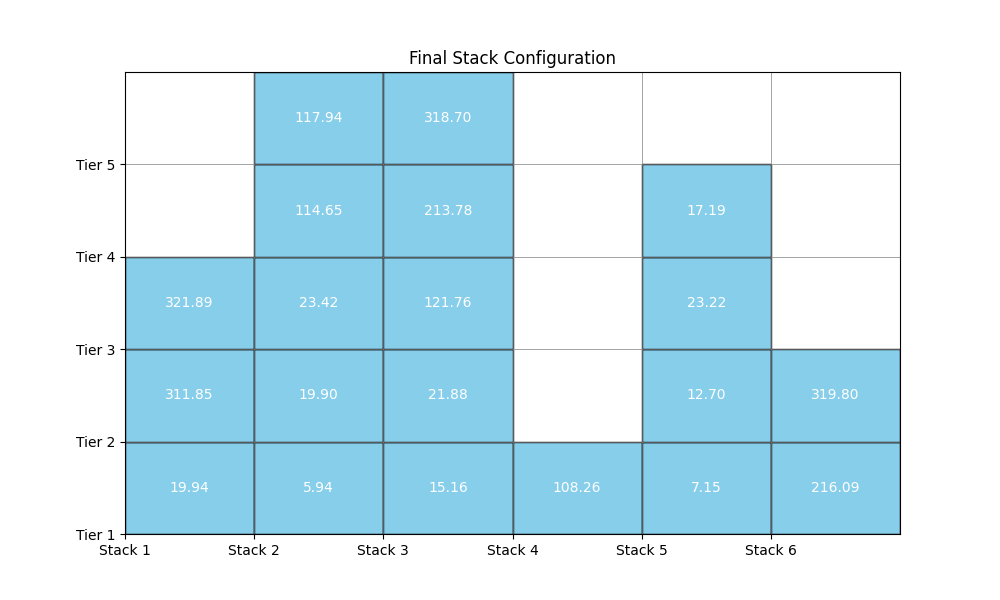 Final Stack Configuration
117.94 318.70
Tier 5
114.65 213.78 17.19
Tier 4
321.89 23.42 121.76 23.22
Tier 3
311.85 19.90 21.88 12.70 319.80
Tier 2
19.94 5.94 15.16 108.26 7.15 216.09
Tier 1
Stack 1 Stack 2 Stack 3 Stack 4 Stack 5 Stack 6